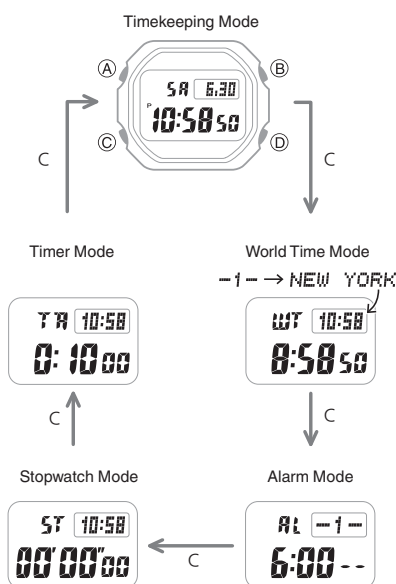 Timekeeping Mode
A
B
SA 6.30
P
10:58 50
C
D
C
C
Timer Mode
World Time Mode
-1- → NEW YORK
TR 10:58
WT 10:58
0:10 00
8:58 50
C
C
Stopwatch Mode
Alarm Mode
ST 10:58
AL -1-
00'00"00
C
6:00 --